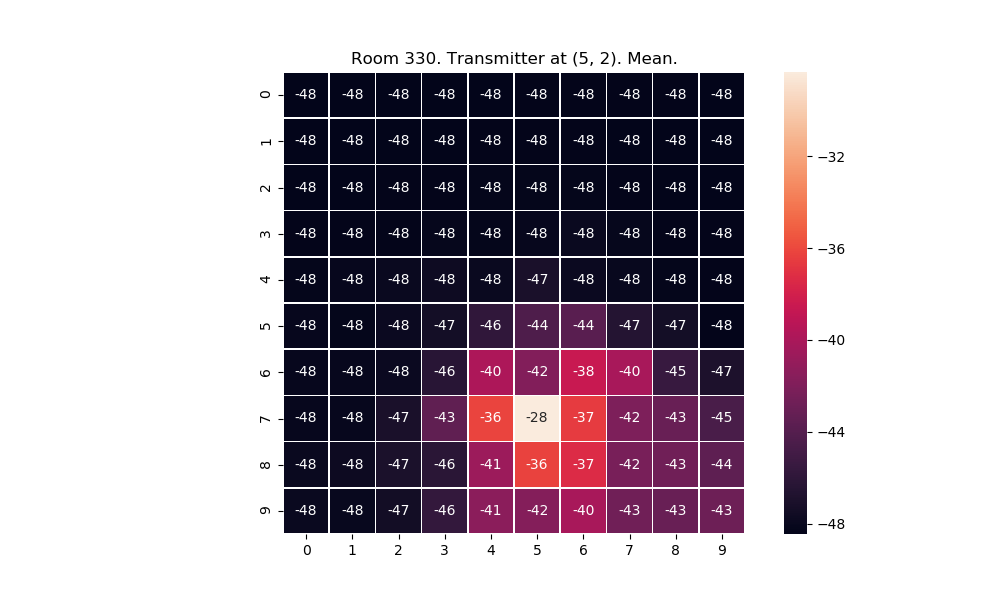 Room 330. Transmitter at (5, 2). Mean.
0 -48 -48 -48 -48 -48 -48 -48 -48 -48 -48
1 -48 -48 -48 -48 -48 -48 -48 -48 -48 -48
2 -48 -48 -48 -48 -48 -48 -48 -48 -48 -48
3 -48 -48 -48 -48 -48 -48 -48 -48 -48 -48
4 -48 -48 -48 -48 -48 -47 -48 -48 -48 -48
5 -48 -48 -48 -47 -46 -44 -44 -47 -47 -48
6 -48 -48 -48 -46 -40 -42 -38 -40 -45 -47
7 -48 -48 -47 -43 -36 -28 -37 -42 -43 -45
8 -48 -48 -47 -46 -41 -36 -37 -42 -43 -44
9 -48 -48 -47 -46 -41 -42 -40 -43 -43 -43
0 1 2 3 4 5 6 7 8 9
−32
−36
−40
−44
−48